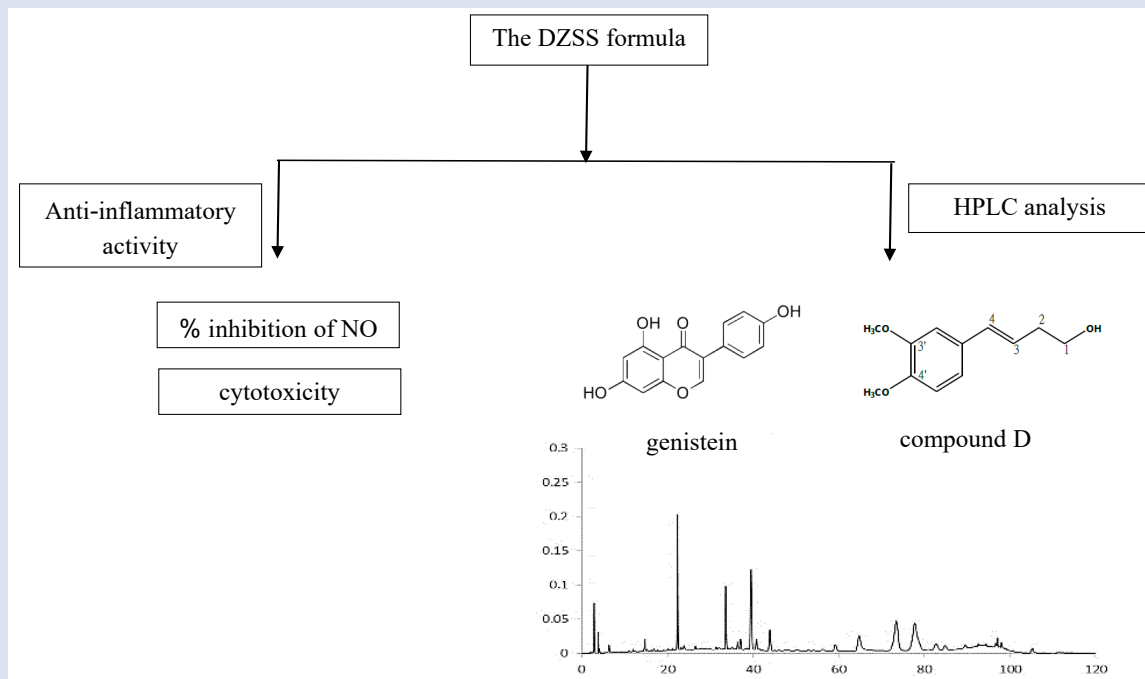 The DZSS formula
Anti-inflammatory
activity
HPLC analysis
% inhibition of NO
cytotoxicity
OH
O
OH
HO
O
genistein
H₃CO
3'
4'
H₃CO
4
3
2
1
OH
compound D
0.3
0.25
0.2
0.15
0.1
0.05
0
0
20
40
60
80
100
120